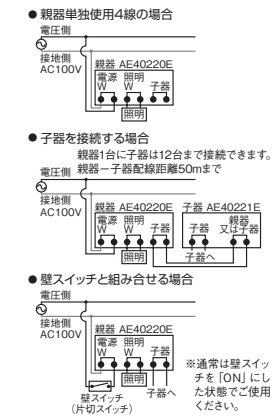 ● 親器単独使用4線の場合
電圧側
接地側
AC100V
親器 AE40220E
電源 照明
W W 子器
照明
● 子器を接続する場合
親器1台に子器は12台まで接続できます。
親器－子器配線距離50mまで
電圧側
接地側
AC100V
親器 AE40220E
電源 照明
W W 子器
照明
子器 AE40221E
親器
子器 又は子器
子器へ
● 壁スイッチと組み合せる場合
電圧側
接地側
AC100V
親器 AE40220E
電源 照明
W W 子器
照明
子器へ
壁スイッチ
(片切スイッチ)
※通常は壁スイッ
チを「ON」にし
た状態でご使用
ください。